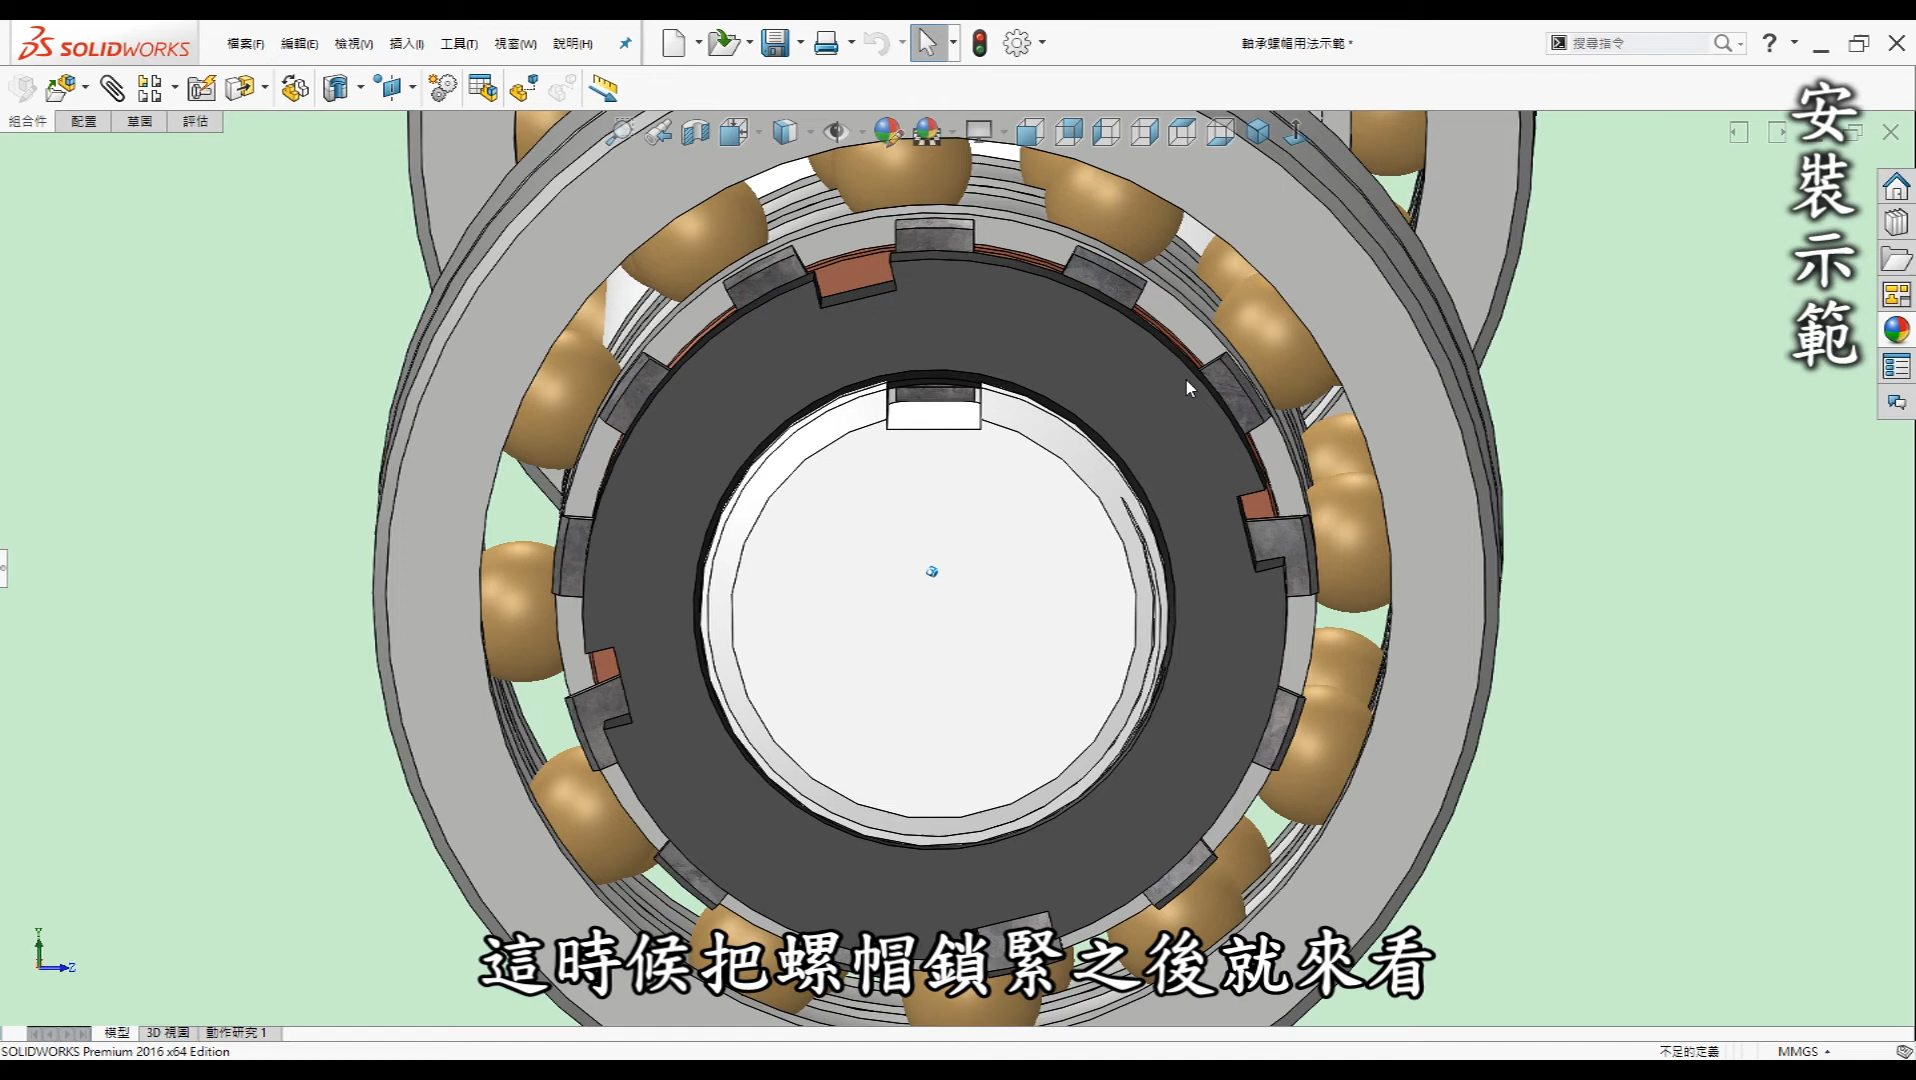 SOLIDWORKS
檔案(F)
編輯(E)
檢視(V)
插入(I)
工具(T)
視窗(W)
說明(H)
軸承螺帽用法示範 *
搜尋指令
組合件
配置
草圖
評估
安裝示範
Y
Z
這時候把螺帽鎖緊之後就來看
模型
3D 視圖
動作研究 1
SOLIDWORKS Premium 2016 x64 Edition
不足的定義
MMGS